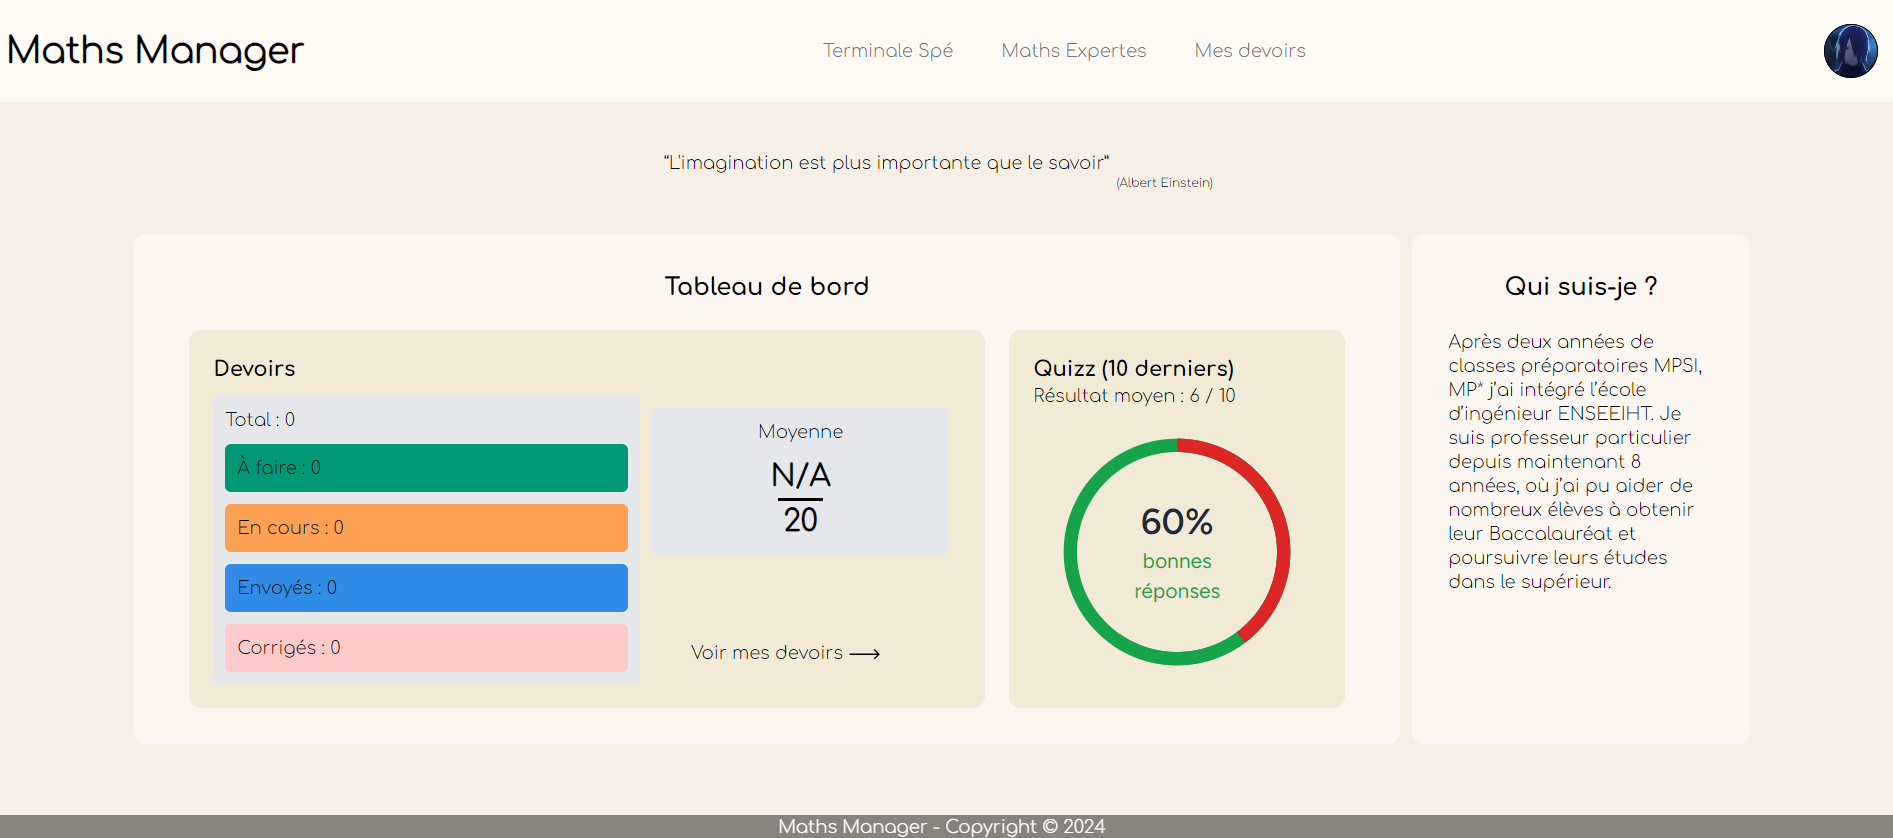 Maths Manager
Terminale Spé
Maths Expertes
Mes devoirs
“L'imagination est plus importante que le savoir”
(Albert Einstein)
Tableau de bord
Devoirs
Total : 0
À faire : 0
En cours : 0
Envoyés : 0
Corrigés : 0
Moyenne
N/A
20
Voir mes devoirs ⟶
Quizz (10 derniers)
Résultat moyen : 6 / 10
60%
bonnes
réponses
Qui suis-je ?
Après deux années de
classes préparatoires MPSI,
MP* j'ai intégré l'école
d'ingénieur ENSEEIHT. Je
suis professeur particulier
depuis maintenant 8
années, où j'ai pu aider de
nombreux élèves à obtenir
leur Baccalauréat et
poursuivre leurs études
dans le supérieur.
Maths Manager - Copyright © 2024